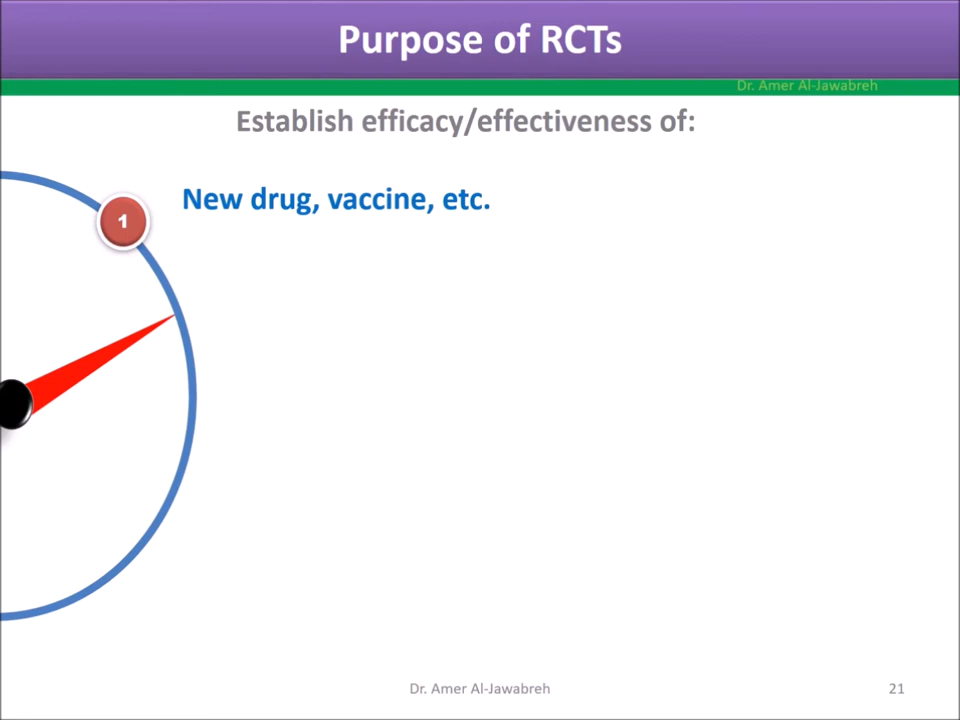 Purpose of RCTs
Dr. Amer Al-Jawabreh
Establish efficacy/effectiveness of:
New drug, vaccine, etc.
1
Dr. Amer Al-Jawabreh
21